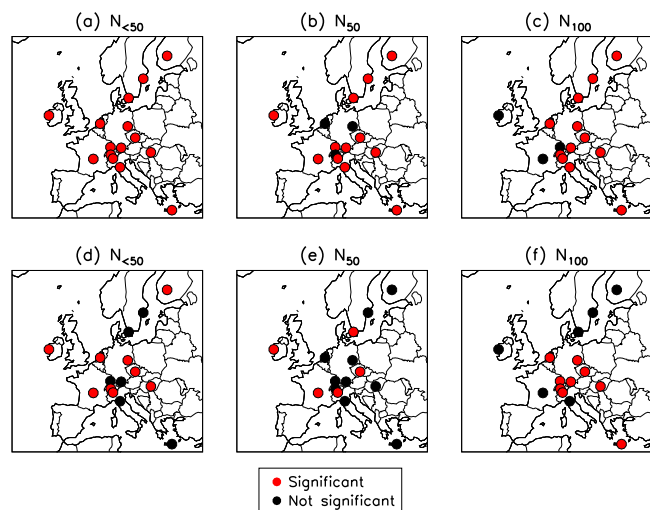 (a) N<50
(b) N50
(c) N100
(d) N<50
(e) N50
(f) N100
Significant
Not significant